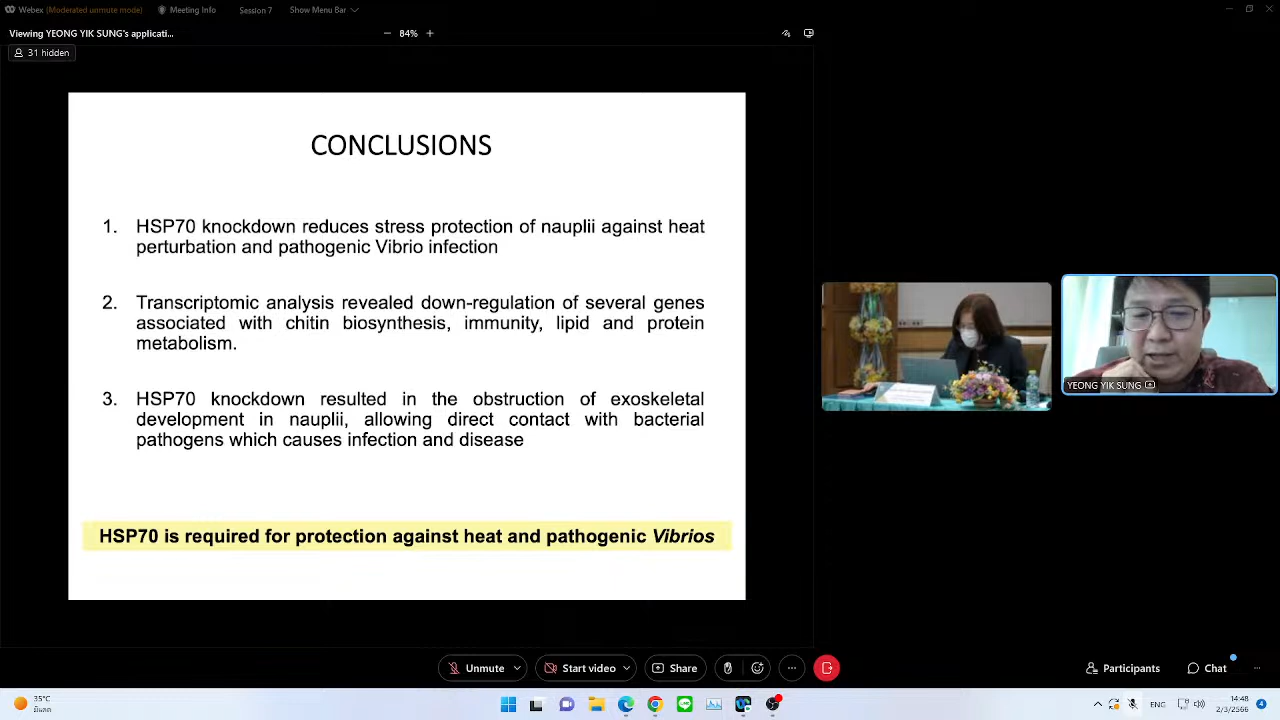 Webex (Moderated unmute mode) Meeting Info Session 7 Show Menu Bar
Viewing YEONG YIK SUNG's applicati... − 84% +
31 hidden
CONCLUSIONS
1. HSP70 knockdown reduces stress protection of nauplii against heat
perturbation and pathogenic Vibrio infection
2. Transcriptomic analysis revealed down-regulation of several genes
associated with chitin biosynthesis, immunity, lipid and protein
metabolism.
3. HSP70 knockdown resulted in the obstruction of exoskeletal
development in nauplii, allowing direct contact with bacterial
pathogens which causes infection and disease
HSP70 is required for protection against heat and pathogenic Vibrios
YEONG YIK SUNG
Unmute Start video Share Participants Chat
35°C
ENG 14:48
2/3/2566